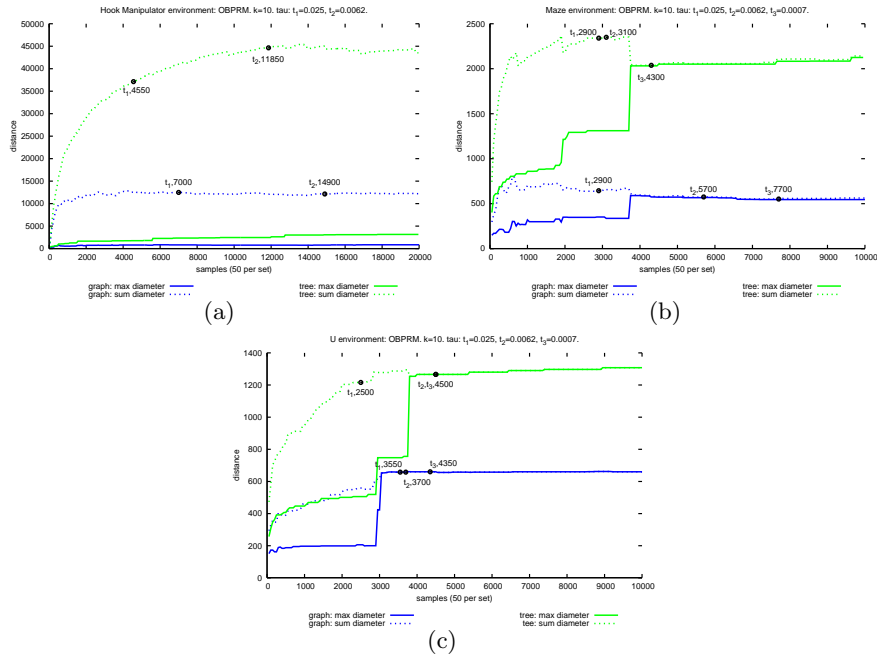 Hook Manipulator environment: OBPRM. k=10. tau: t1=0.025, t2=0.0062.
50000
45000
40000
35000
30000
25000
20000
15000
10000
5000
0
distance
t1,4550
t2,11850
t1,7000
t2,14900
0 2000 4000 6000 8000 10000 12000 14000 16000 18000 20000
samples (50 per set)
graph: max diameter
graph: sum diameter
tree: max diameter
tree: sum diameter
(a)
Maze environment: OBPRM. k=10. tau: t1=0.025, t2=0.0062, t3=0.0007.
2500
2000
1500
1000
500
0
distance
t1,2900
t2,3100
t3,4300
t1,2900
t2,5700
t3,7700
0 1000 2000 3000 4000 5000 6000 7000 8000 9000 10000
samples (50 per set)
graph: max diameter
graph: sum diameter
tree: max diameter
tree: sum diameter
(b)
U environment: OBPRM. k=10. tau: t1=0.025, t2=0.0062, t3=0.0007.
1400
1200
1000
800
600
400
200
0
distance
t1,2500
t2,t3,4500
t1,3550
t3,4350
t2,3700
0 1000 2000 3000 4000 5000 6000 7000 8000 9000 10000
samples (50 per set)
graph: max diameter
graph: sum diameter
tree: max diameter
tee: sum diameter
(c)